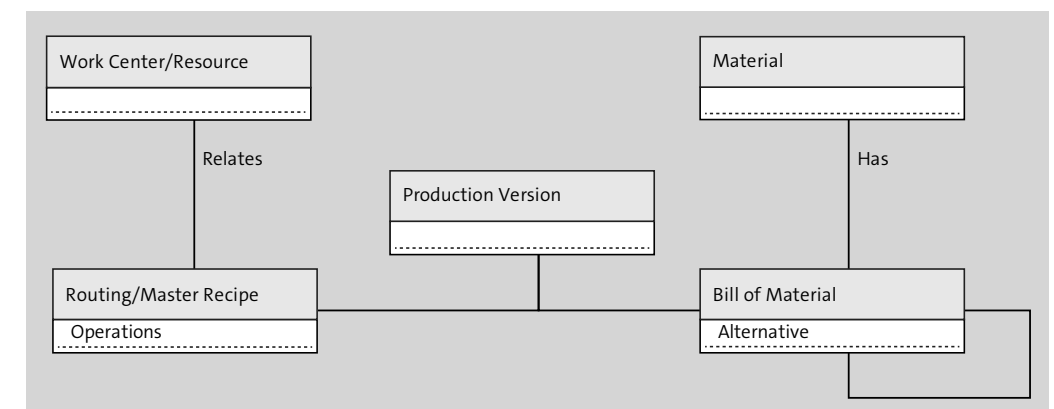 Work Center/Resource
Material
Relates
Has
Production Version
Routing/Master Recipe
Bill of Material
Operations
Alternative